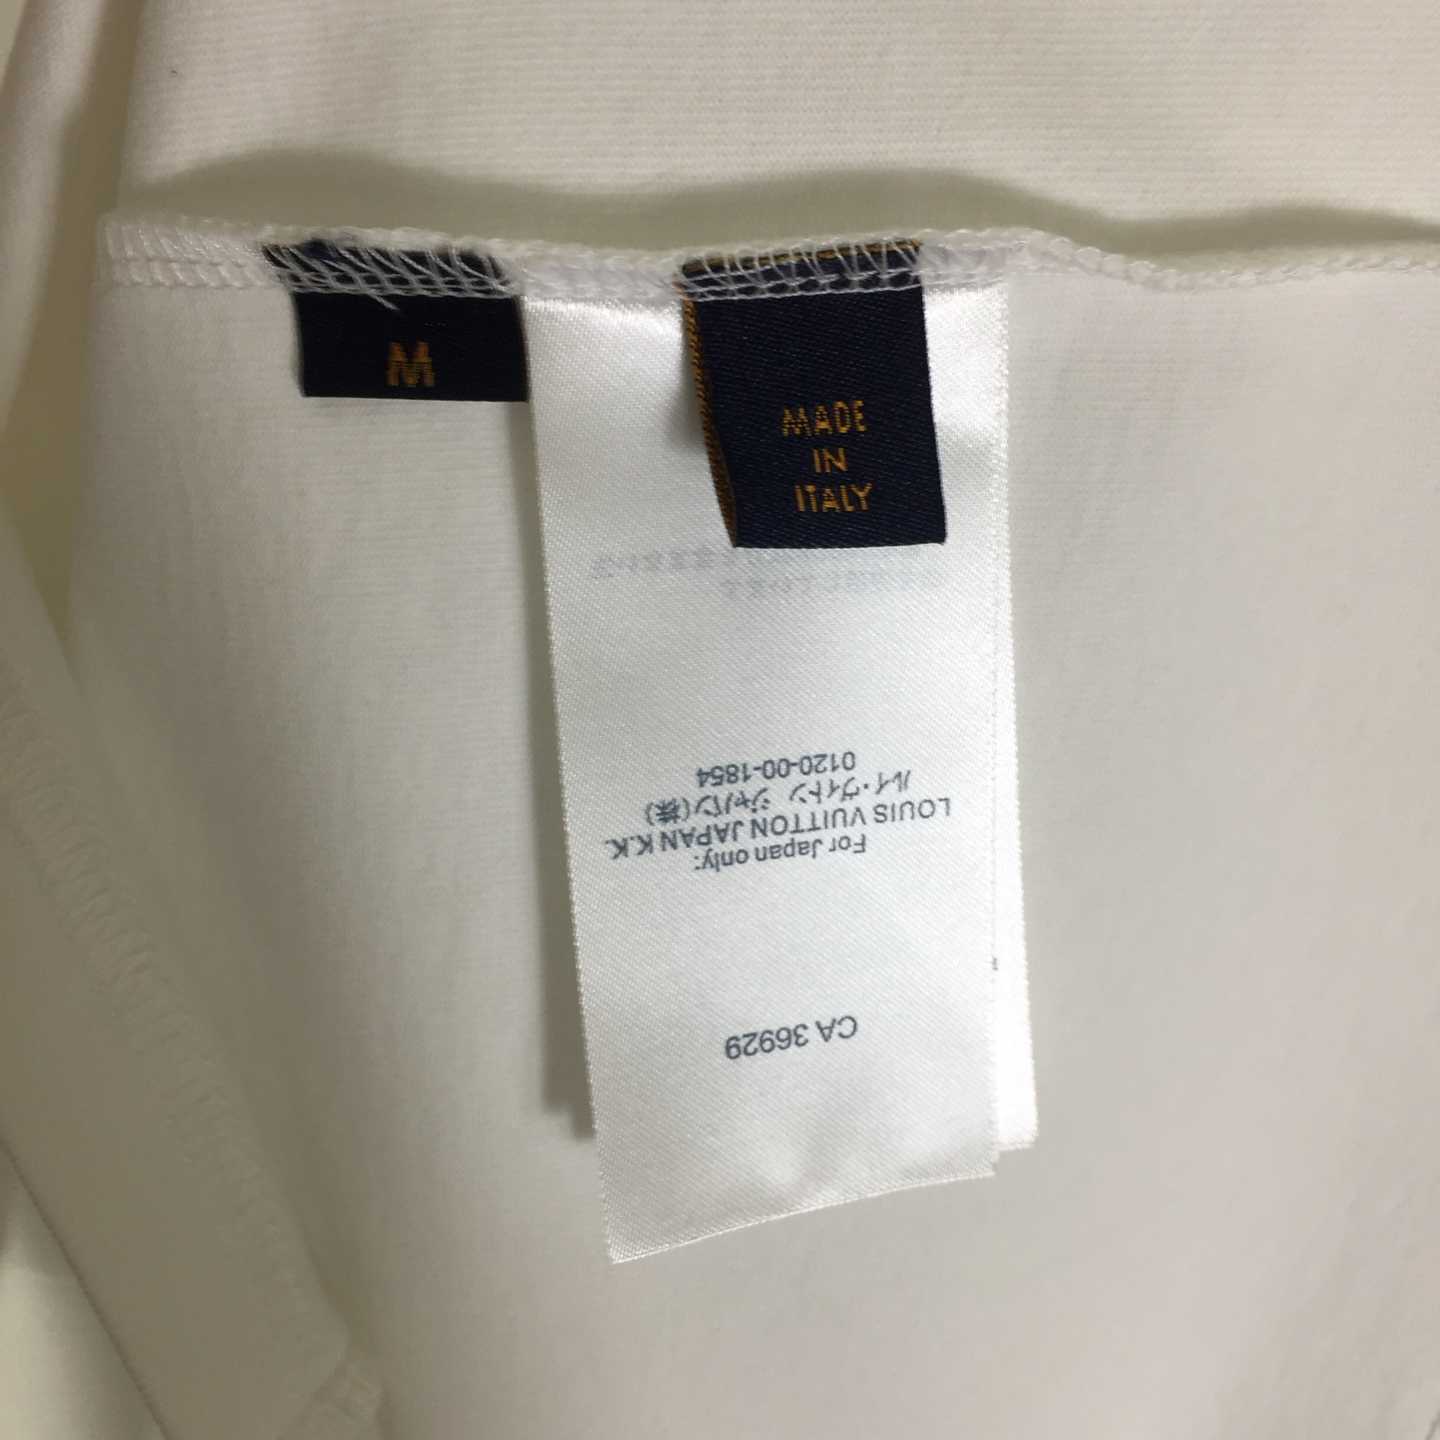 M
MADE
IN
ITALY
CA 36929
For Japan only:
LOUIS VUITTON JAPAN K.K.
ルイ・ヴィトン ジャパン(株)
0120-00-1854